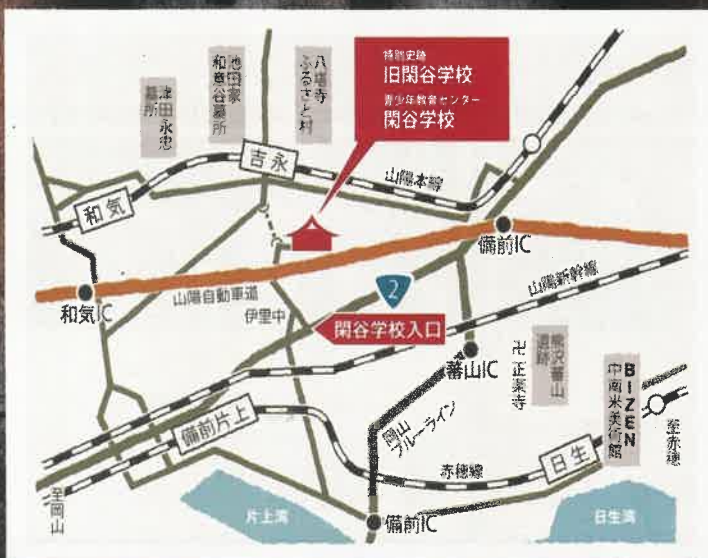 特別史跡
旧閑谷学校
青少年教育センター
閑谷学校
八塔寺
ふるさと村
池田家
和意谷墓所
津田永忠
墓所
吉永
和気
山陽本線
備前IC
山陽新幹線
和気IC
山陽自動車道
2
伊里中
閑谷学校入口
蕃山IC
卍正楽寺
熊沢蕃山
遺跡
BIZEN
中南米美術館
至赤穂
備前片上
岡山
ブルーライン
赤穂線
日生
至岡山
片上湾
備前IC
日生湾